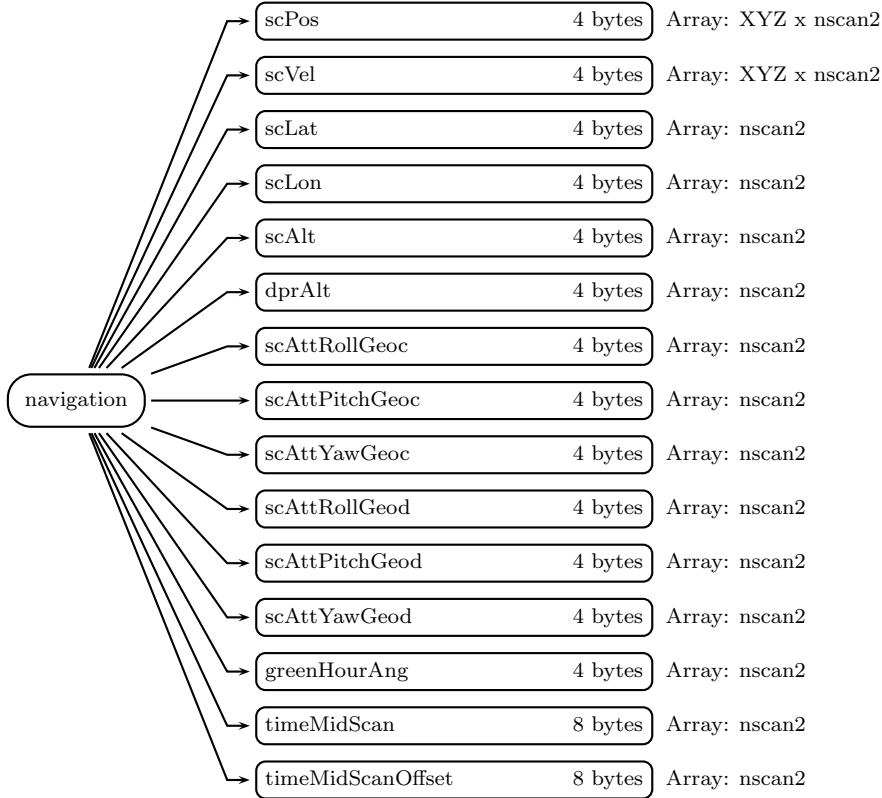 scPos 4 bytes Array: XYZ x nscan2
scVel 4 bytes Array: XYZ x nscan2
scLat 4 bytes Array: nscan2
scLon 4 bytes Array: nscan2
scAlt 4 bytes Array: nscan2
dprAlt 4 bytes Array: nscan2
scAttRollGeoc 4 bytes Array: nscan2
navigation scAttPitchGeoc 4 bytes Array: nscan2
scAttYawGeoc 4 bytes Array: nscan2
scAttRollGeod 4 bytes Array: nscan2
scAttPitchGeod 4 bytes Array: nscan2
scAttYawGeod 4 bytes Array: nscan2
greenHourAng 4 bytes Array: nscan2
timeMidScan 8 bytes Array: nscan2
timeMidScanOffset 8 bytes Array: nscan2